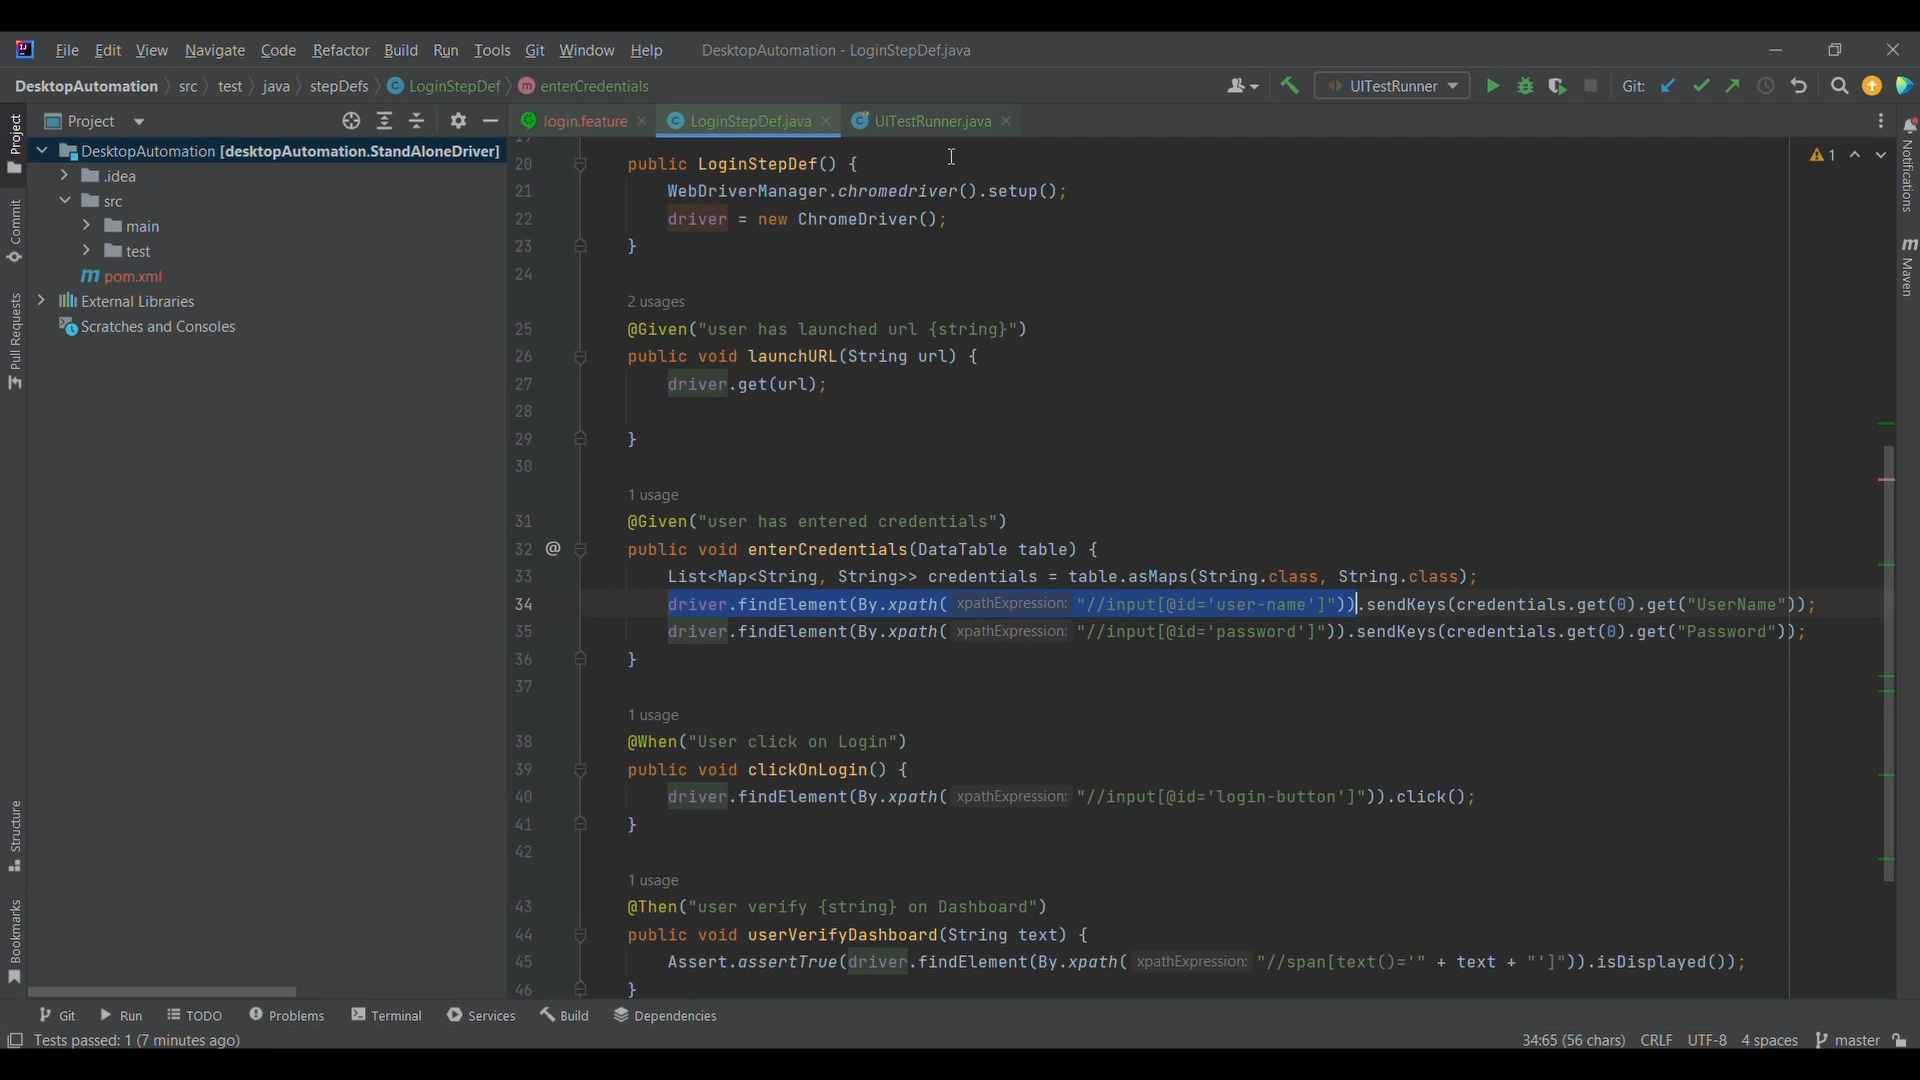 File Edit View Navigate Code Refactor Build Run Tools Git Window Help DesktopAutomation - LoginStepDef.java
DesktopAutomation src test java stepDefs LoginStepDef enterCredentials UITestRunner Git:
Project login.feature LoginStepDef.java UITestRunner.java
DesktopAutomation [desktopAutomation.StandAloneDriver]
.idea
src
main
test
pom.xml
External Libraries
Scratches and Consoles
Project
Commit
Pull Requests
Structure
Bookmarks
20 public LoginStepDef() {
21 WebDriverManager.chromedriver().setup();
22 driver = new ChromeDriver();
23 }
24
2 usages
25 @Given("user has launched url {string}")
26 public void launchURL(String url) {
27 driver.get(url);
28
29 }
30
1 usage
31 @Given("user has entered credentials")
32 @ public void enterCredentials(DataTable table) {
33 List<Map<String, String>> credentials = table.asMaps(String.class, String.class);
34 driver.findElement(By.xpath( xpathExpression: "//input[@id='user-name']")).sendKeys(credentials.get(0).get("UserName"));
35 driver.findElement(By.xpath( xpathExpression: "//input[@id='password']")).sendKeys(credentials.get(0).get("Password"));
36 }
37
1 usage
38 @When("User click on Login")
39 public void clickOnLogin() {
40 driver.findElement(By.xpath( xpathExpression: "//input[@id='login-button']")).click();
41 }
42
1 usage
43 @Then("user verify {string} on Dashboard")
44 public void userVerifyDashboard(String text) {
45 Assert.assertTrue(driver.findElement(By.xpath( xpathExpression: "//span[text()='" + text + "']")).isDisplayed());
46 }
1
Notifications
m Maven
Git Run TODO Problems Terminal Services Build Dependencies
Tests passed: 1 (7 minutes ago) 34:65 (56 chars) CRLF UTF-8 4 spaces master